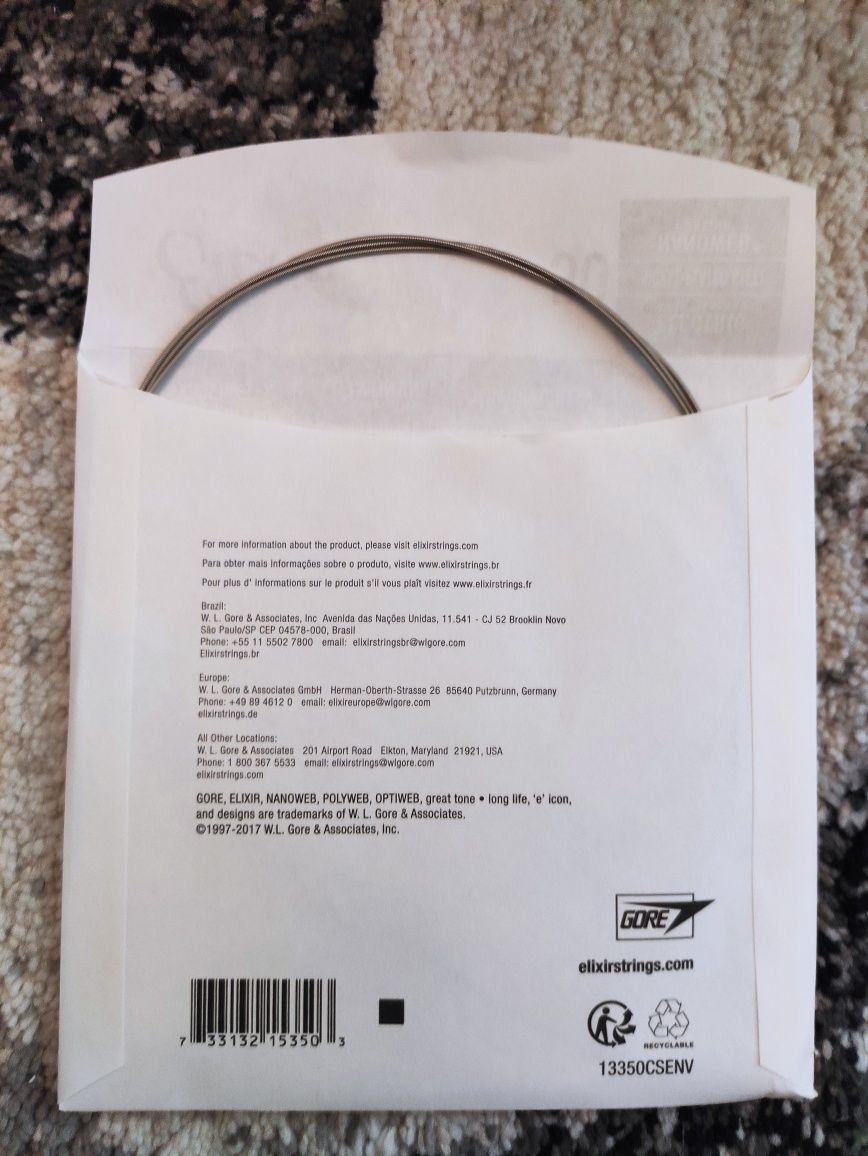 For more information about the product, please visit elixirstrings.com
Para obter mais Informações sobre o produto, visite www.elixirstrings.br
Pour plus d' informations sur le produit s'il vous plaît visitez www.elixirstrings.fr
Brazil:
W. L. Gore & Associates, Inc Avenida das Nações Unidas, 11.541 - CJ 52 Brooklin Novo
São Paulo/SP CEP 04578-000, Brasil
Phone: +55 11 5502 7800 email: elixirstringsbr@wlgore.com
Elixirstrings.br
Europe:
W. L. Gore & Associates GmbH Herman-Oberth-Strasse 26 85640 Putzbrunn, Germany
Phone: +49 89 4612 0 email: elixireurope@wlgore.com
elixirstrings.de
All Other Locations:
W. L. Gore & Associates 201 Airport Road Elkton, Maryland 21921, USA
Phone: 1 800 367 5533 email: elixirstrings@wlgore.com
elixirstrings.com
GORE, ELIXIR, NANOWEB, POLYWEB, OPTIWEB, great tone • long life, 'e' icon,
and designs are trademarks of W. L. Gore & Associates.
©1997-2017 W.L. Gore & Associates, Inc.
GORE
elixirstrings.com
7 33132 15350 3
RECYCLABLE
13350CSENV